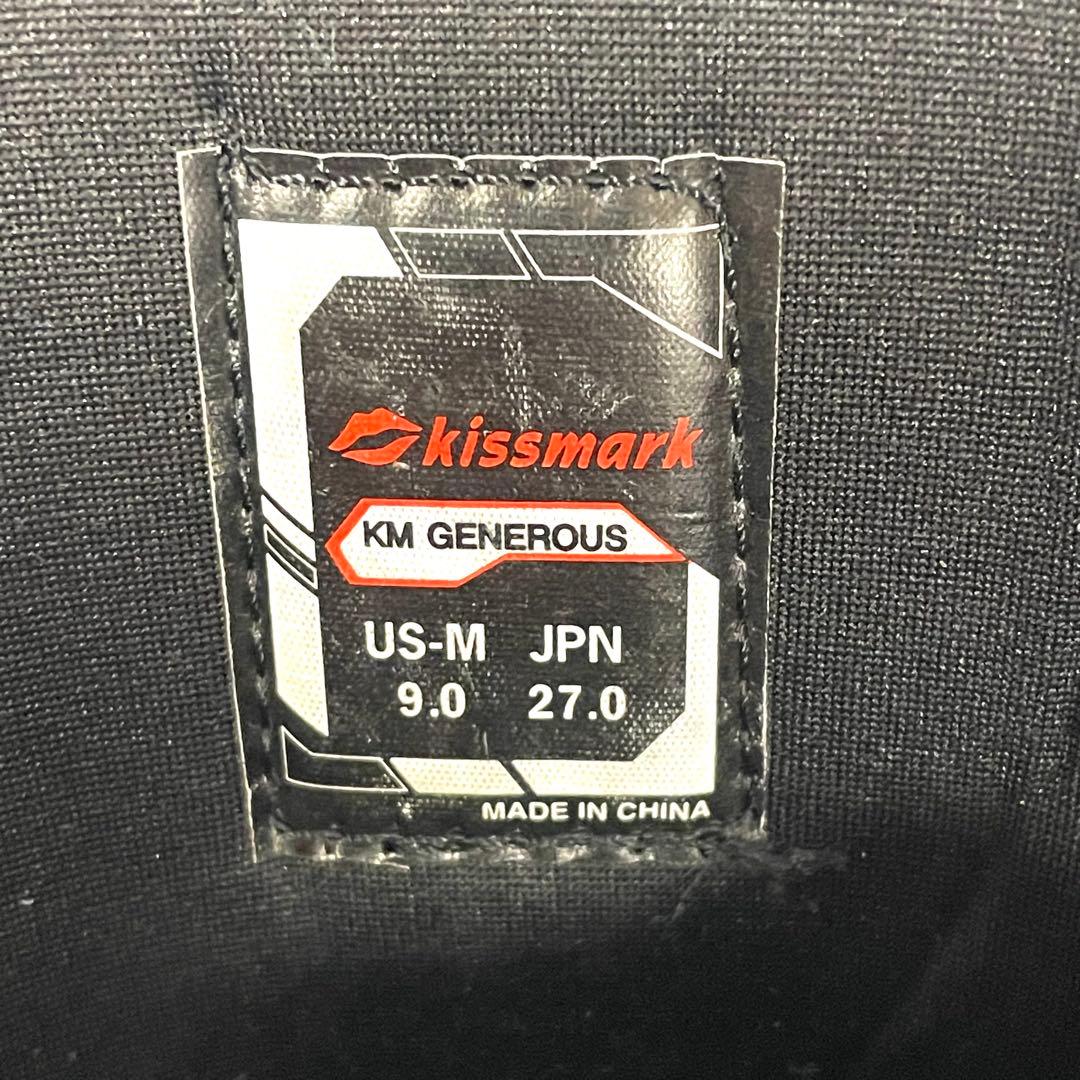 kissmark
KM GENEROUS
US-M JPN
9.0 27.0
MADE IN CHINA